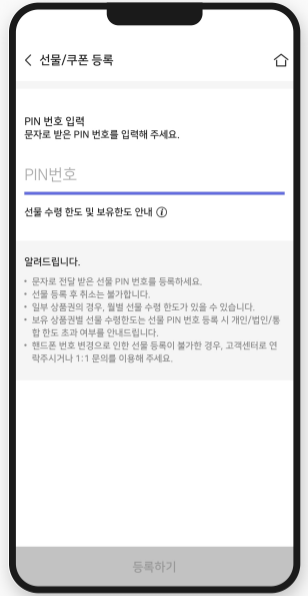 선물/쿠폰 등록
PIN 번호 입력
문자로 받은 PIN 번호를 입력해 주세요.
PIN번호
선물 수령 한도 및 보유한도 안내 ⓘ
알려드립니다.
• 문자로 전달 받은 선물 PIN 번호를 등록하세요.
• 선물 등록 후 취소는 불가합니다.
• 일부 상품권의 경우, 월별 선물 수령 한도가 있을 수 있습니다.
• 보유 상품권별 선물 수령한도는 선물 PIN 번호 등록 시 개인/법인/통
합 한도 초과 여부를 안내드립니다.
• 핸드폰 번호 변경으로 인한 선물 등록이 불가한 경우, 고객센터로 연
락주시거나 1:1 문의를 이용해 주세요.
등록하기